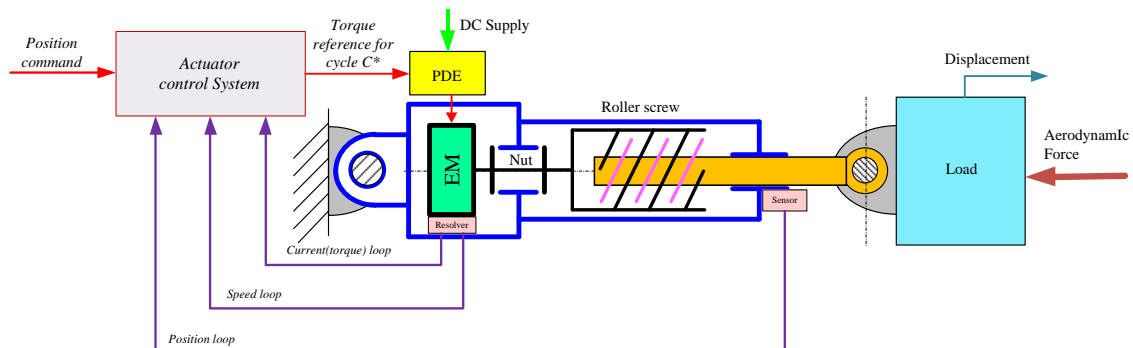 Position
command
Actuator
control System
Torque
reference for
cycle C*
DC Supply
PDE
EM
Resolver
Nut
Roller screw
Sensor
Displacement
Load
AerodynamIc
Force
Current(torque) loop
Speed loop
Position loop